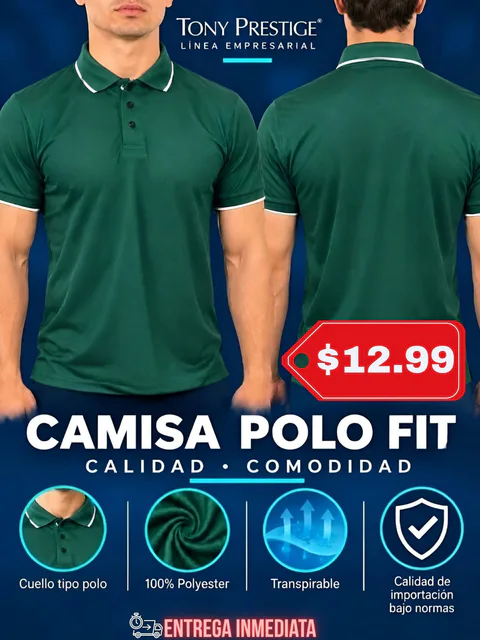 TONY PRESTIGE®
LÍNEA EMPRESARIAL
$12.99
CAMISA POLO FIT
CALIDAD · COMODIDAD
Cuello tipo polo
100% Polyester
Transpirable
Calidad de
importación
bajo normas
ENTREGA INMEDIATA